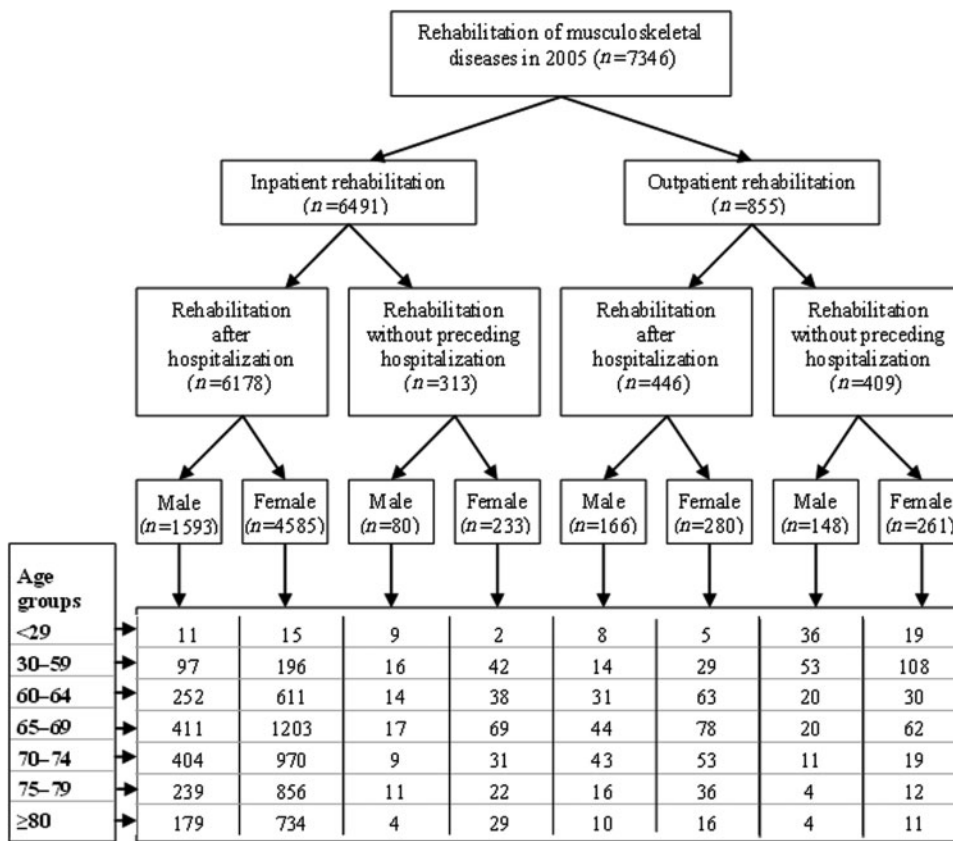 Rehabilitation of musculoskeletal
diseases in 2005 (n=7346)
Inpatient rehabilitation
(n=6491)
Outpatient rehabilitation
(n=855)
Rehabilitation
after
hospitalization
(n=6178)
Rehabilitation
without preceding
hospitalization
(n=313)
Rehabilitation
after
hospitalization
(n=446)
Rehabilitation
without preceding
hospitalization
(n=409)
Male
(n=1593)
Female
(n=4585)
Male
(n=80)
Female
(n=233)
Male
(n=166)
Female
(n=280)
Male
(n=148)
Female
(n=261)
Age
groups
<29 11 15 9 2 8 5 36 19
30–59 97 196 16 42 14 29 53 108
60–64 252 611 14 38 31 63 20 30
65–69 411 1203 17 69 44 78 20 62
70–74 404 970 9 31 43 53 11 19
75–79 239 856 11 22 16 36 4 12
≥80 179 734 4 29 10 16 4 11